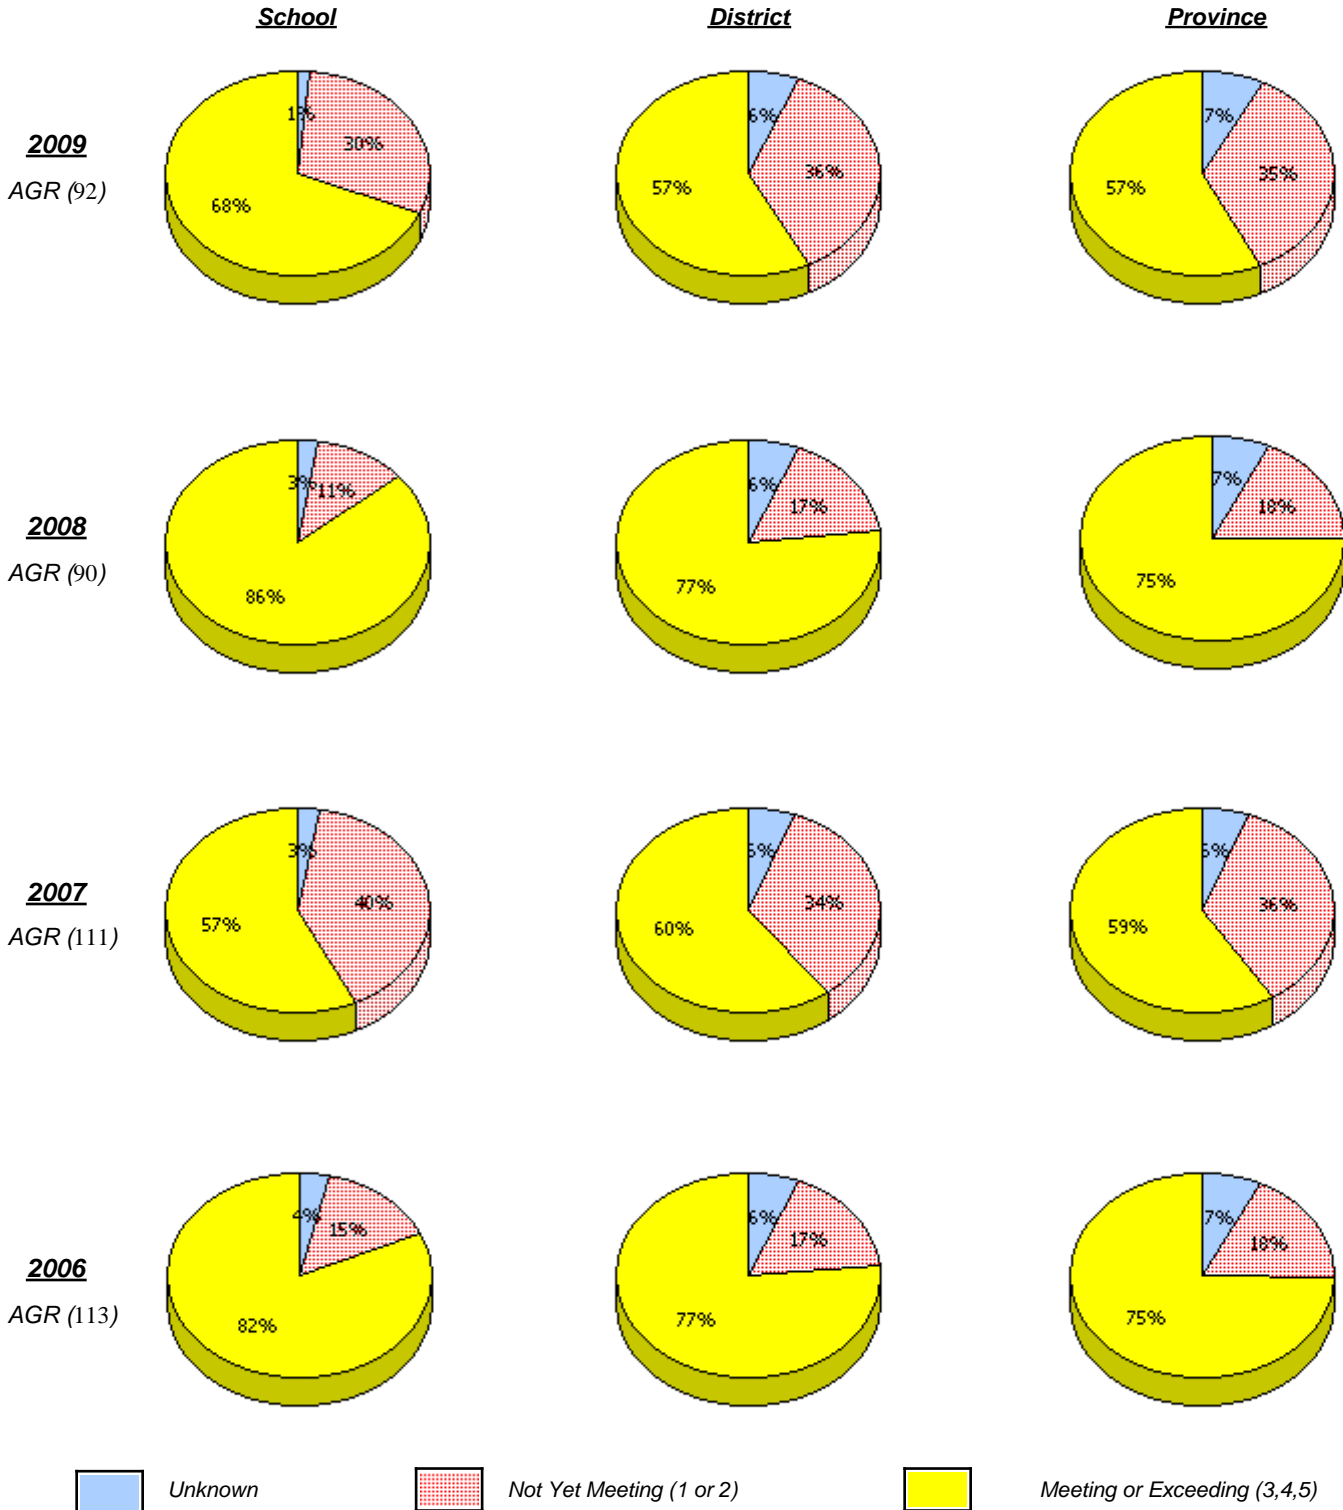 School District Province
2009
AGR (92)
1% 30% 68%
6% 36% 57%
7% 35% 57%
2008
AGR (90)
3% 11% 86%
6% 17% 77%
7% 18% 75%
2007
AGR (111)
3% 40% 57%
34% 60%
36% 59%
2006
AGR (113)
4% 15% 82%
6% 17% 77%
7% 18% 75%
Unknown Not Yet Meeting (1 or 2) Meeting or Exceeding (3,4,5)